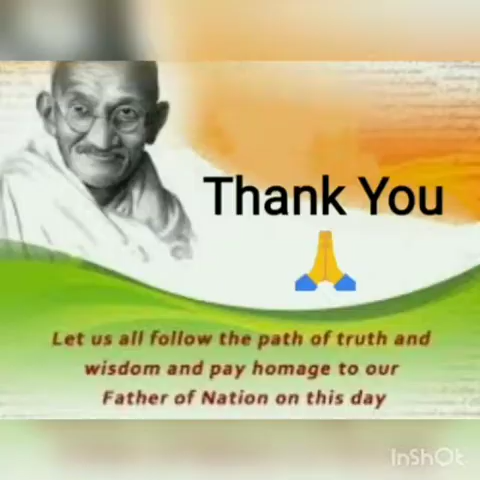 Thank You
🙏
Let us all follow the path of truth and
wisdom and pay homage to our
Father of Nation on this day
InShOt